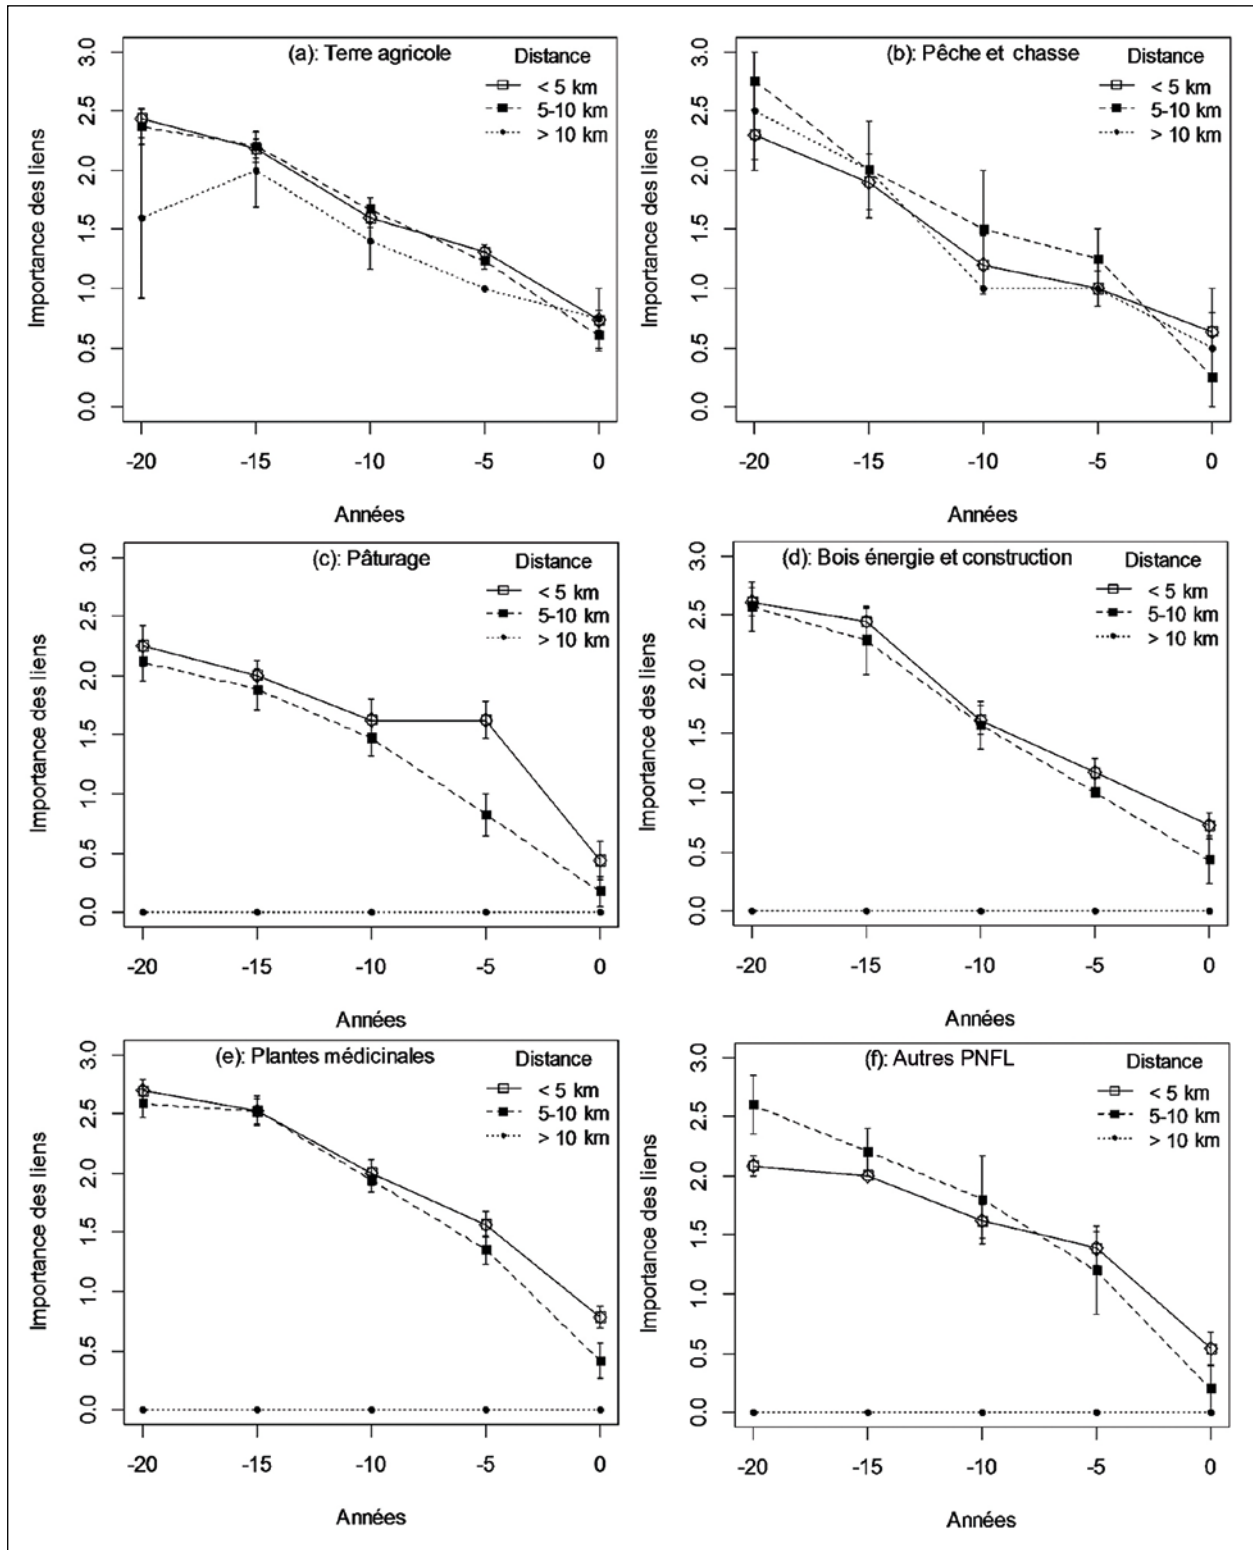 (a): Terre agricole
Distance
< 5 km
5-10 km
> 10 km
Importance des liens
3.0
2.5
2.0
1.5
1.0
0.5
0.0
-20 -15 -10 -5 0
Années
(b): Pêche et chasse
Distance
< 5 km
5-10 km
> 10 km
Importance des liens
3.0
2.5
2.0
1.5
1.0
0.5
0.0
-20 -15 -10 -5 0
Années
(c): Pâturage
Distance
< 5 km
5-10 km
> 10 km
Importance des liens
3.0
2.5
2.0
1.5
1.0
0.5
0.0
-20 -15 -10 -5 0
Années
(d): Bois énergie et construction
Distance
< 5 km
5-10 km
> 10 km
Importance des liens
3.0
2.5
2.0
1.5
1.0
0.5
0.0
-20 -15 -10 -5 0
Années
(e): Plantes médicinales
Distance
< 5 km
5-10 km
> 10 km
Importance des liens
3.0
2.5
2.0
1.5
1.0
0.5
0.0
-20 -15 -10 -5 0
Années
(f): Autres PNFL
Distance
< 5 km
5-10 km
> 10 km
Importance des liens
3.0
2.5
2.0
1.5
1.0
0.5
0.0
-20 -15 -10 -5 0
Années